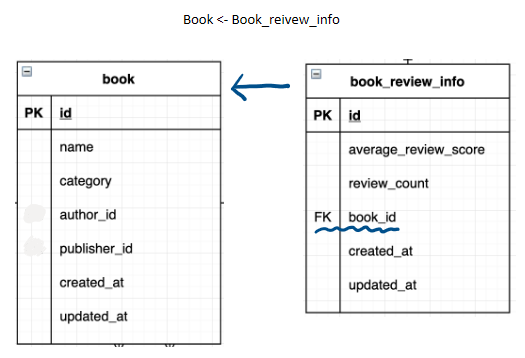 Book <- Book_reivew_info
book
PK id
name
category
author_id
publisher_id
created_at
updated_at
book_review_info
PK id
average_review_score
review_count
FK book_id
created_at
updated_at